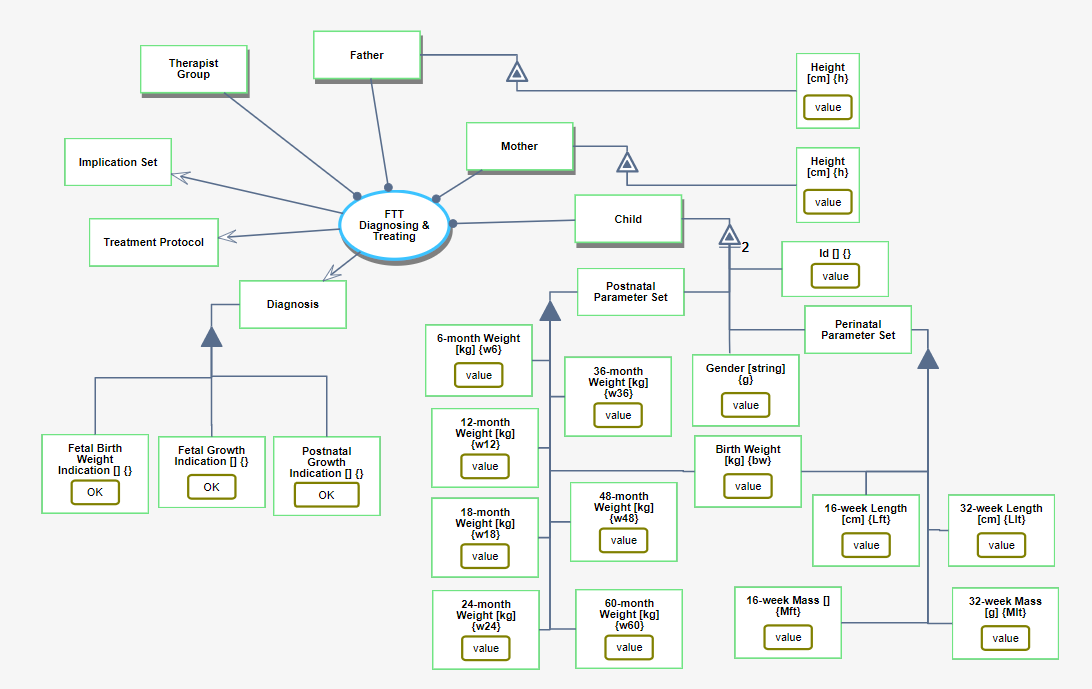 Therapist
Group
Father
Height
[cm] {h}
value
Implication Set
Mother
Height
[cm] {h}
value
Treatment Protocol
FTT
Diagnosing &
Treating
Child
2
Id [] {}
value
Diagnosis
Postnatal
Parameter Set
Perinatal
Parameter Set
6-month Weight
[kg] {w6}
value
36-month
Weight [kg]
{w36}
value
Gender [string]
{g}
value
12-month
Weight [kg]
{w12}
value
Birth Weight
[kg] {bw}
value
Fetal Birth
Weight
Indication [] {}
OK
Fetal Growth
Indication [] {}
OK
Postnatal
Growth
Indication [] {}
OK
18-month
Weight [kg]
{w18}
value
48-month
Weight [kg]
{w48}
value
16-week Length
[cm] {Lft}
value
32-week Length
[cm] {Llt}
value
24-month
Weight [kg]
{w24}
value
60-month
Weight [kg]
{w60}
value
16-week Mass []
{Mft}
value
32-week Mass
[g] {Mlt}
value